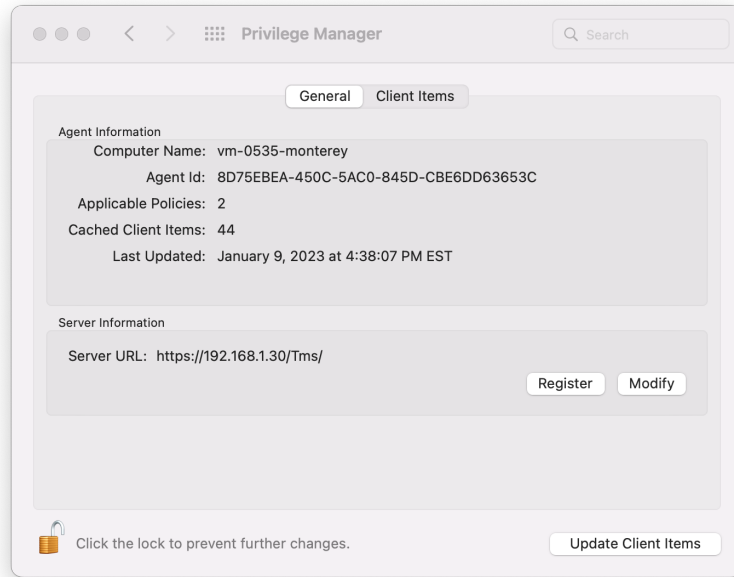 Privilege Manager
Search
General Client Items
Agent Information
Computer Name: vm-0535-monterey
Agent Id: 8D75EBEA-450C-5AC0-845D-CBE6DD63653C
Applicable Policies: 2
Cached Client Items: 44
Last Updated: January 9, 2023 at 4:38:07 PM EST
Server Information
Server URL: https://192.168.1.30/Tms/
Register Modify
Click the lock to prevent further changes.
Update Client Items